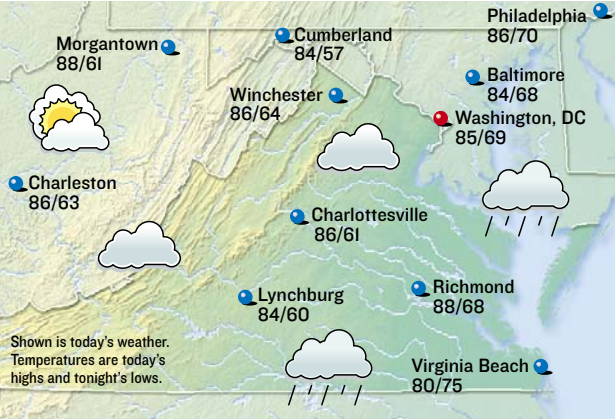 Philadelphia
86/70
Cumberland
84/57
Morgantown
88/61
Baltimore
84/68
Winchester
86/64
Washington, DC
85/69
Charleston
86/63
Charlottesville
86/61
Richmond
88/68
Lynchburg
84/60
Shown is today's weather.
Temperatures are today's
highs and tonight's lows.
Virginia Beach
80/75